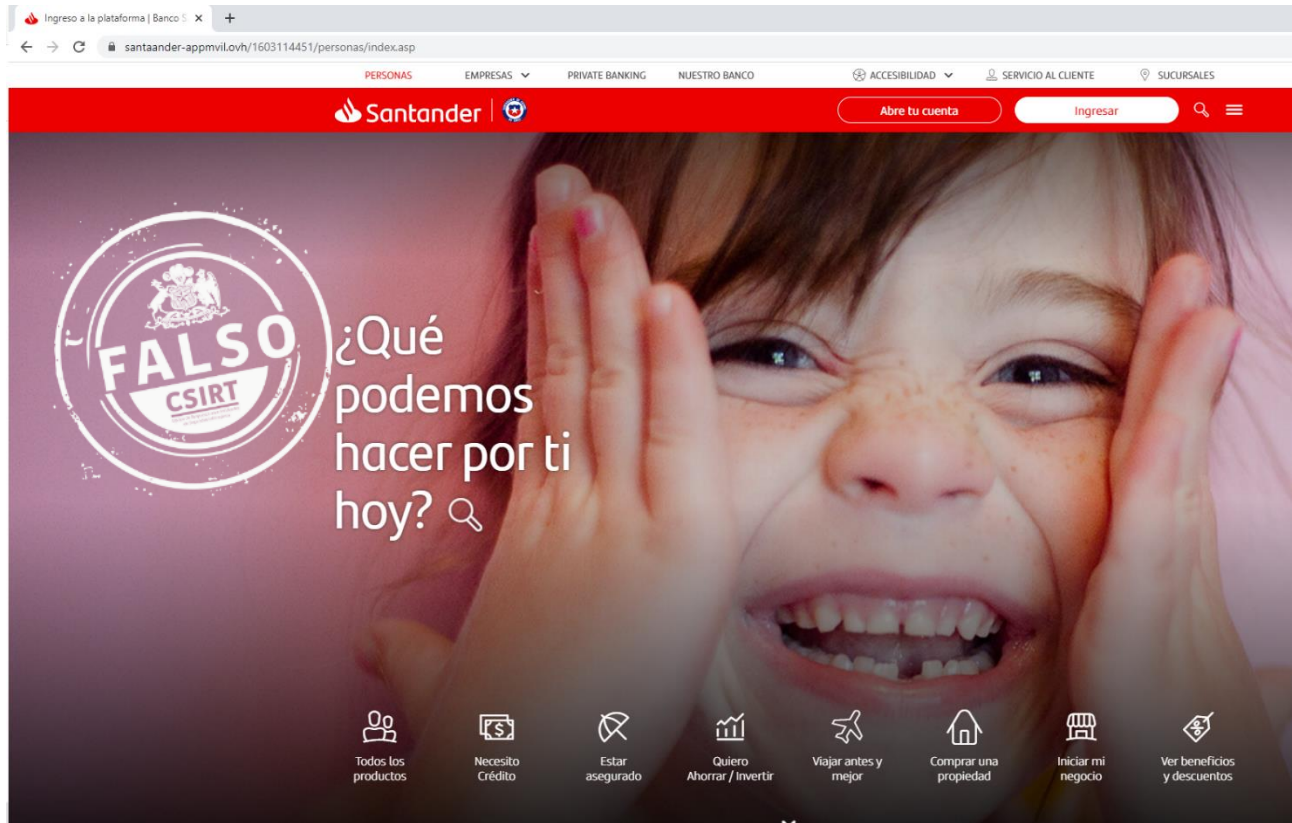 Ingreso a la plataforma | Banco S
santaander-appmvil.ovh/1603114451/personas/index.asp
PERSONAS EMPRESAS PRIVATE BANKING NUESTRO BANCO ACCESIBILIDAD SERVICIO AL CLIENTE SUCURSALES
Santander Abre tu cuenta Ingresar
FALSO
CSIRT
¿Qué
podemos
hacer por ti
hoy?
Todos los
productos
Necesito
Crédito
Estar
asegurado
Quiero
Ahorrar / Invertir
Viajar antes y
mejor
Comprar una
propiedad
Iniciar mi
negocio
Ver beneficios
y descuentos